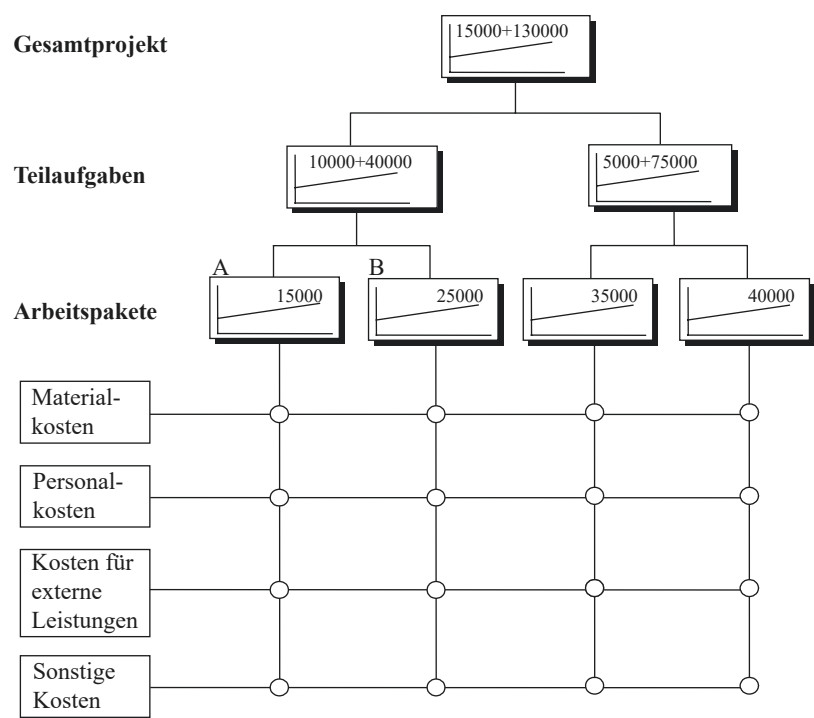 Gesamtprojekt
15000+130000
Teilaufgaben
10000+40000
5000+75000
A
B
Arbeitspakete
15000
25000
35000
40000
Material-
kosten
Personal-
kosten
Kosten für
externe
Leistungen
Sonstige
Kosten